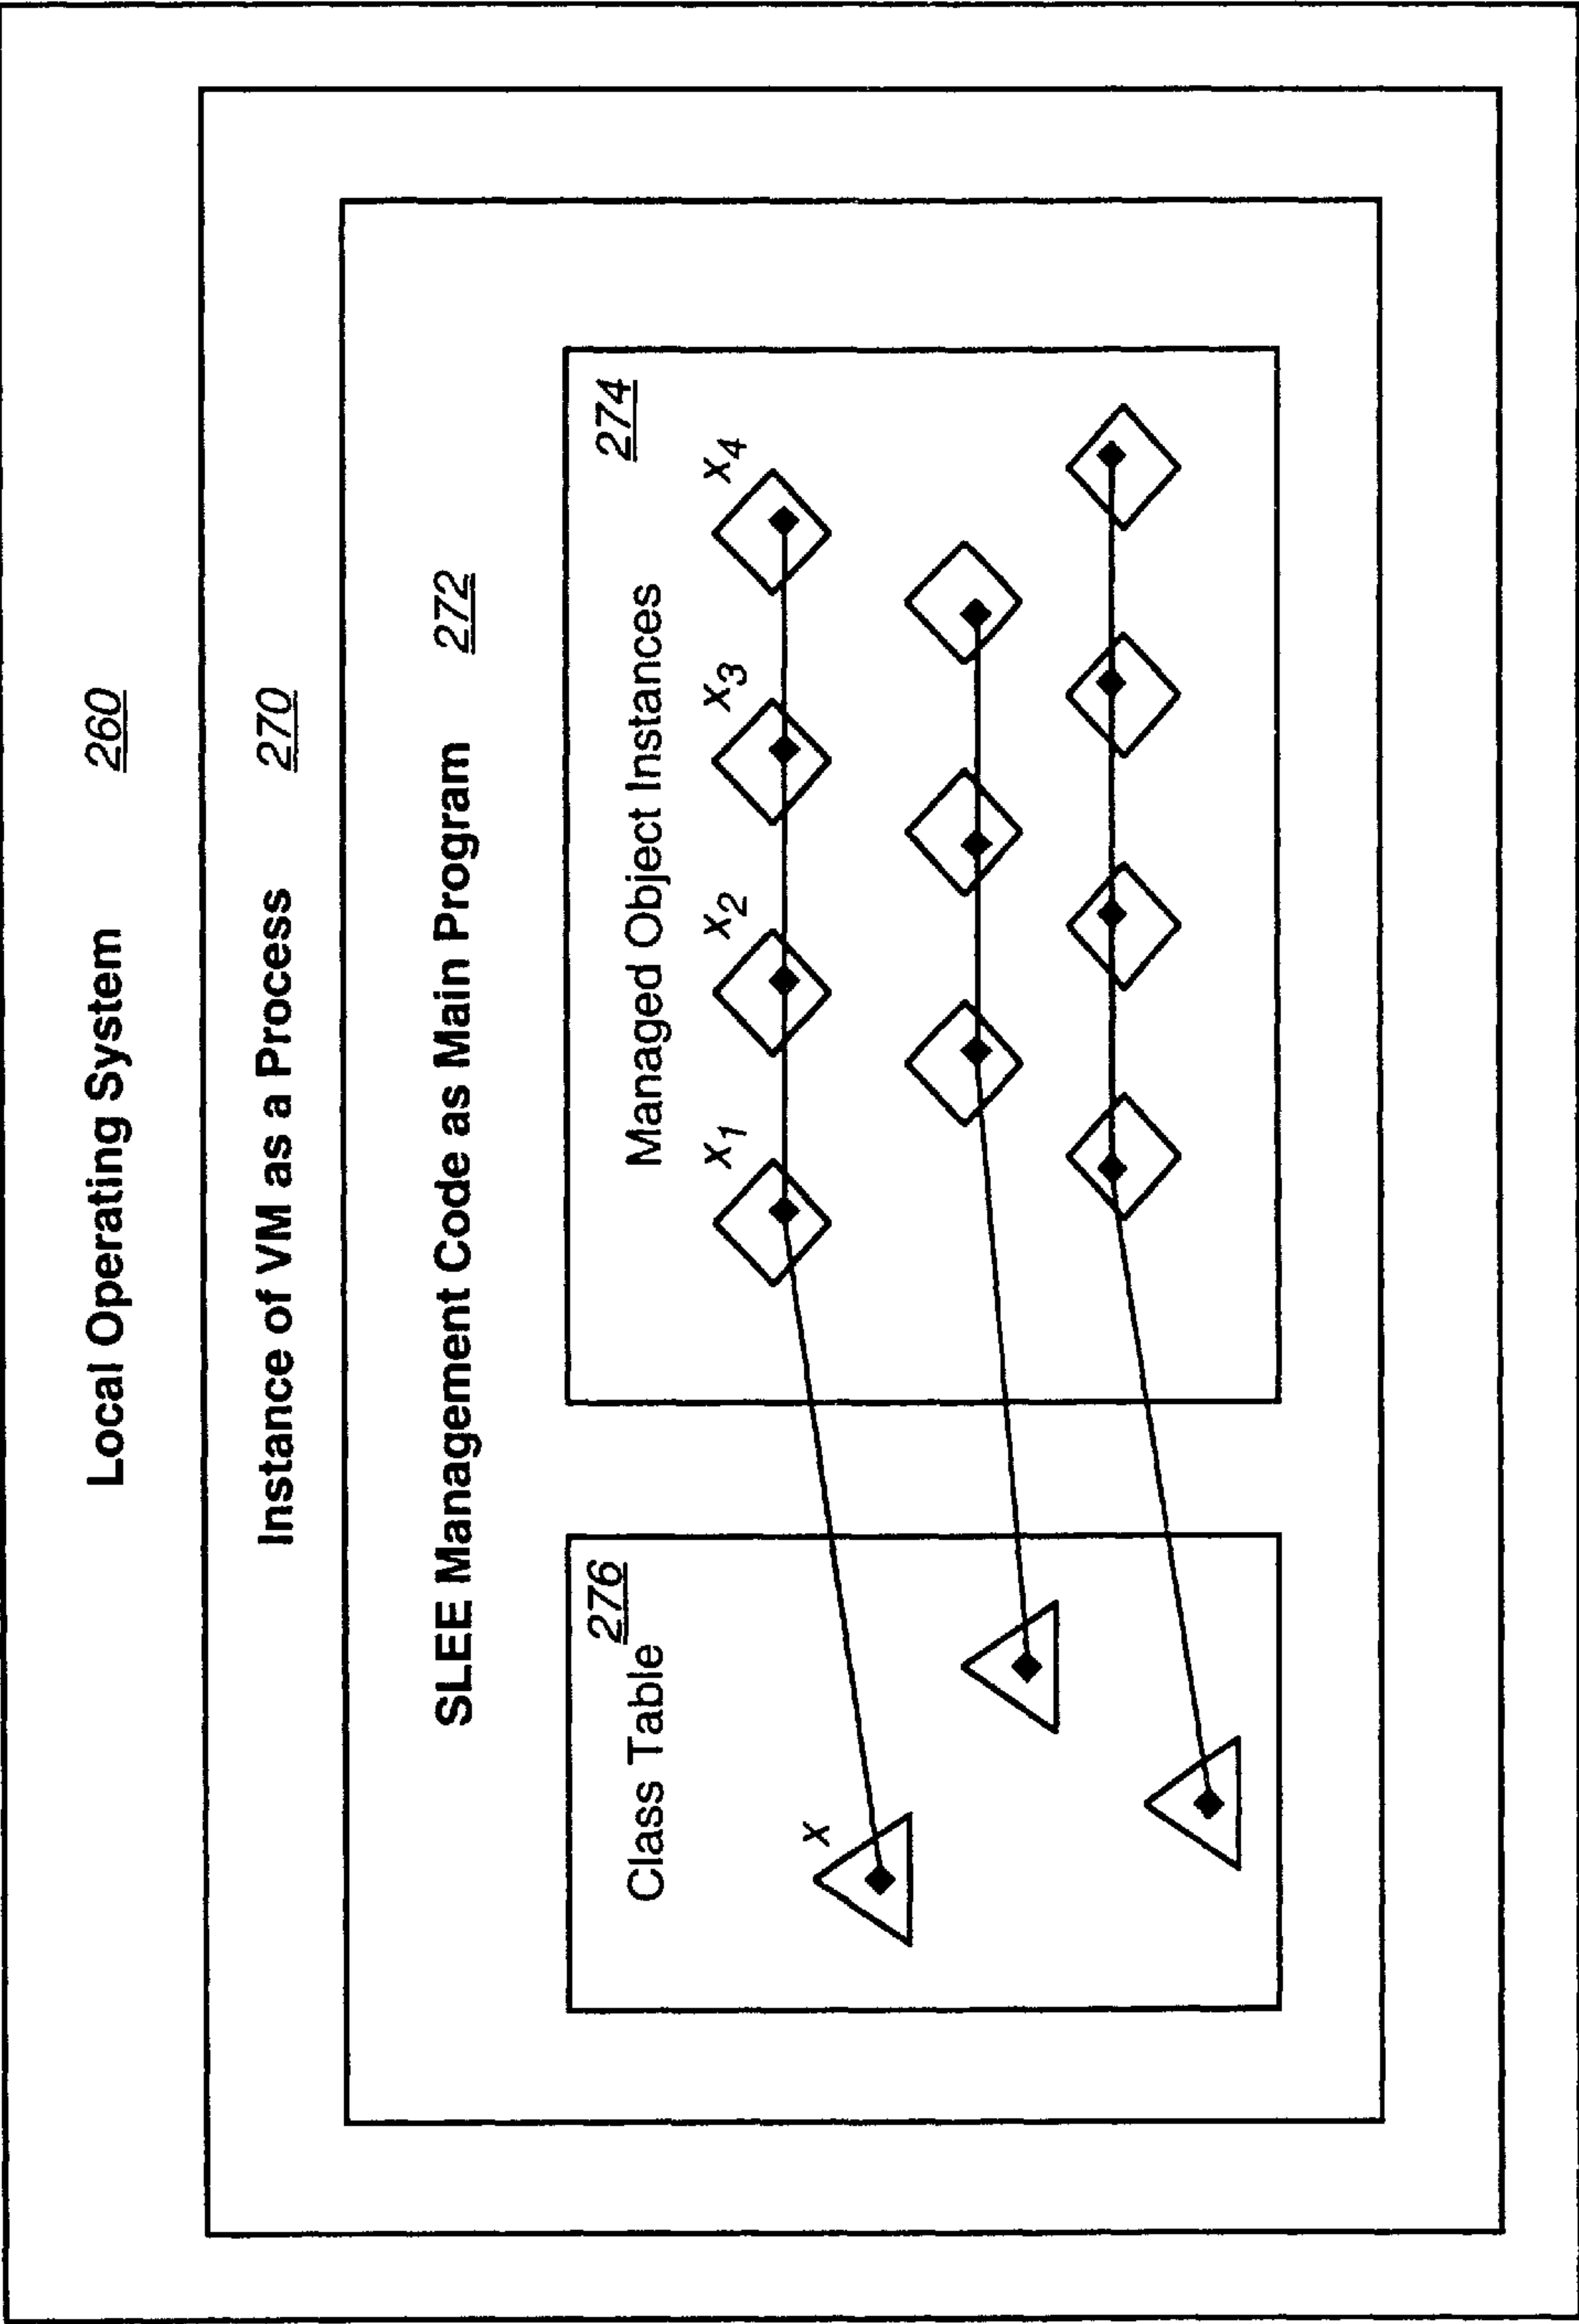 Local Operating System 260
Instance of VM as a Process 270
SLEE Management Code as Main Program 272
276
Class Table
x
274
Managed Object Instances
x1 x2 x3 x4